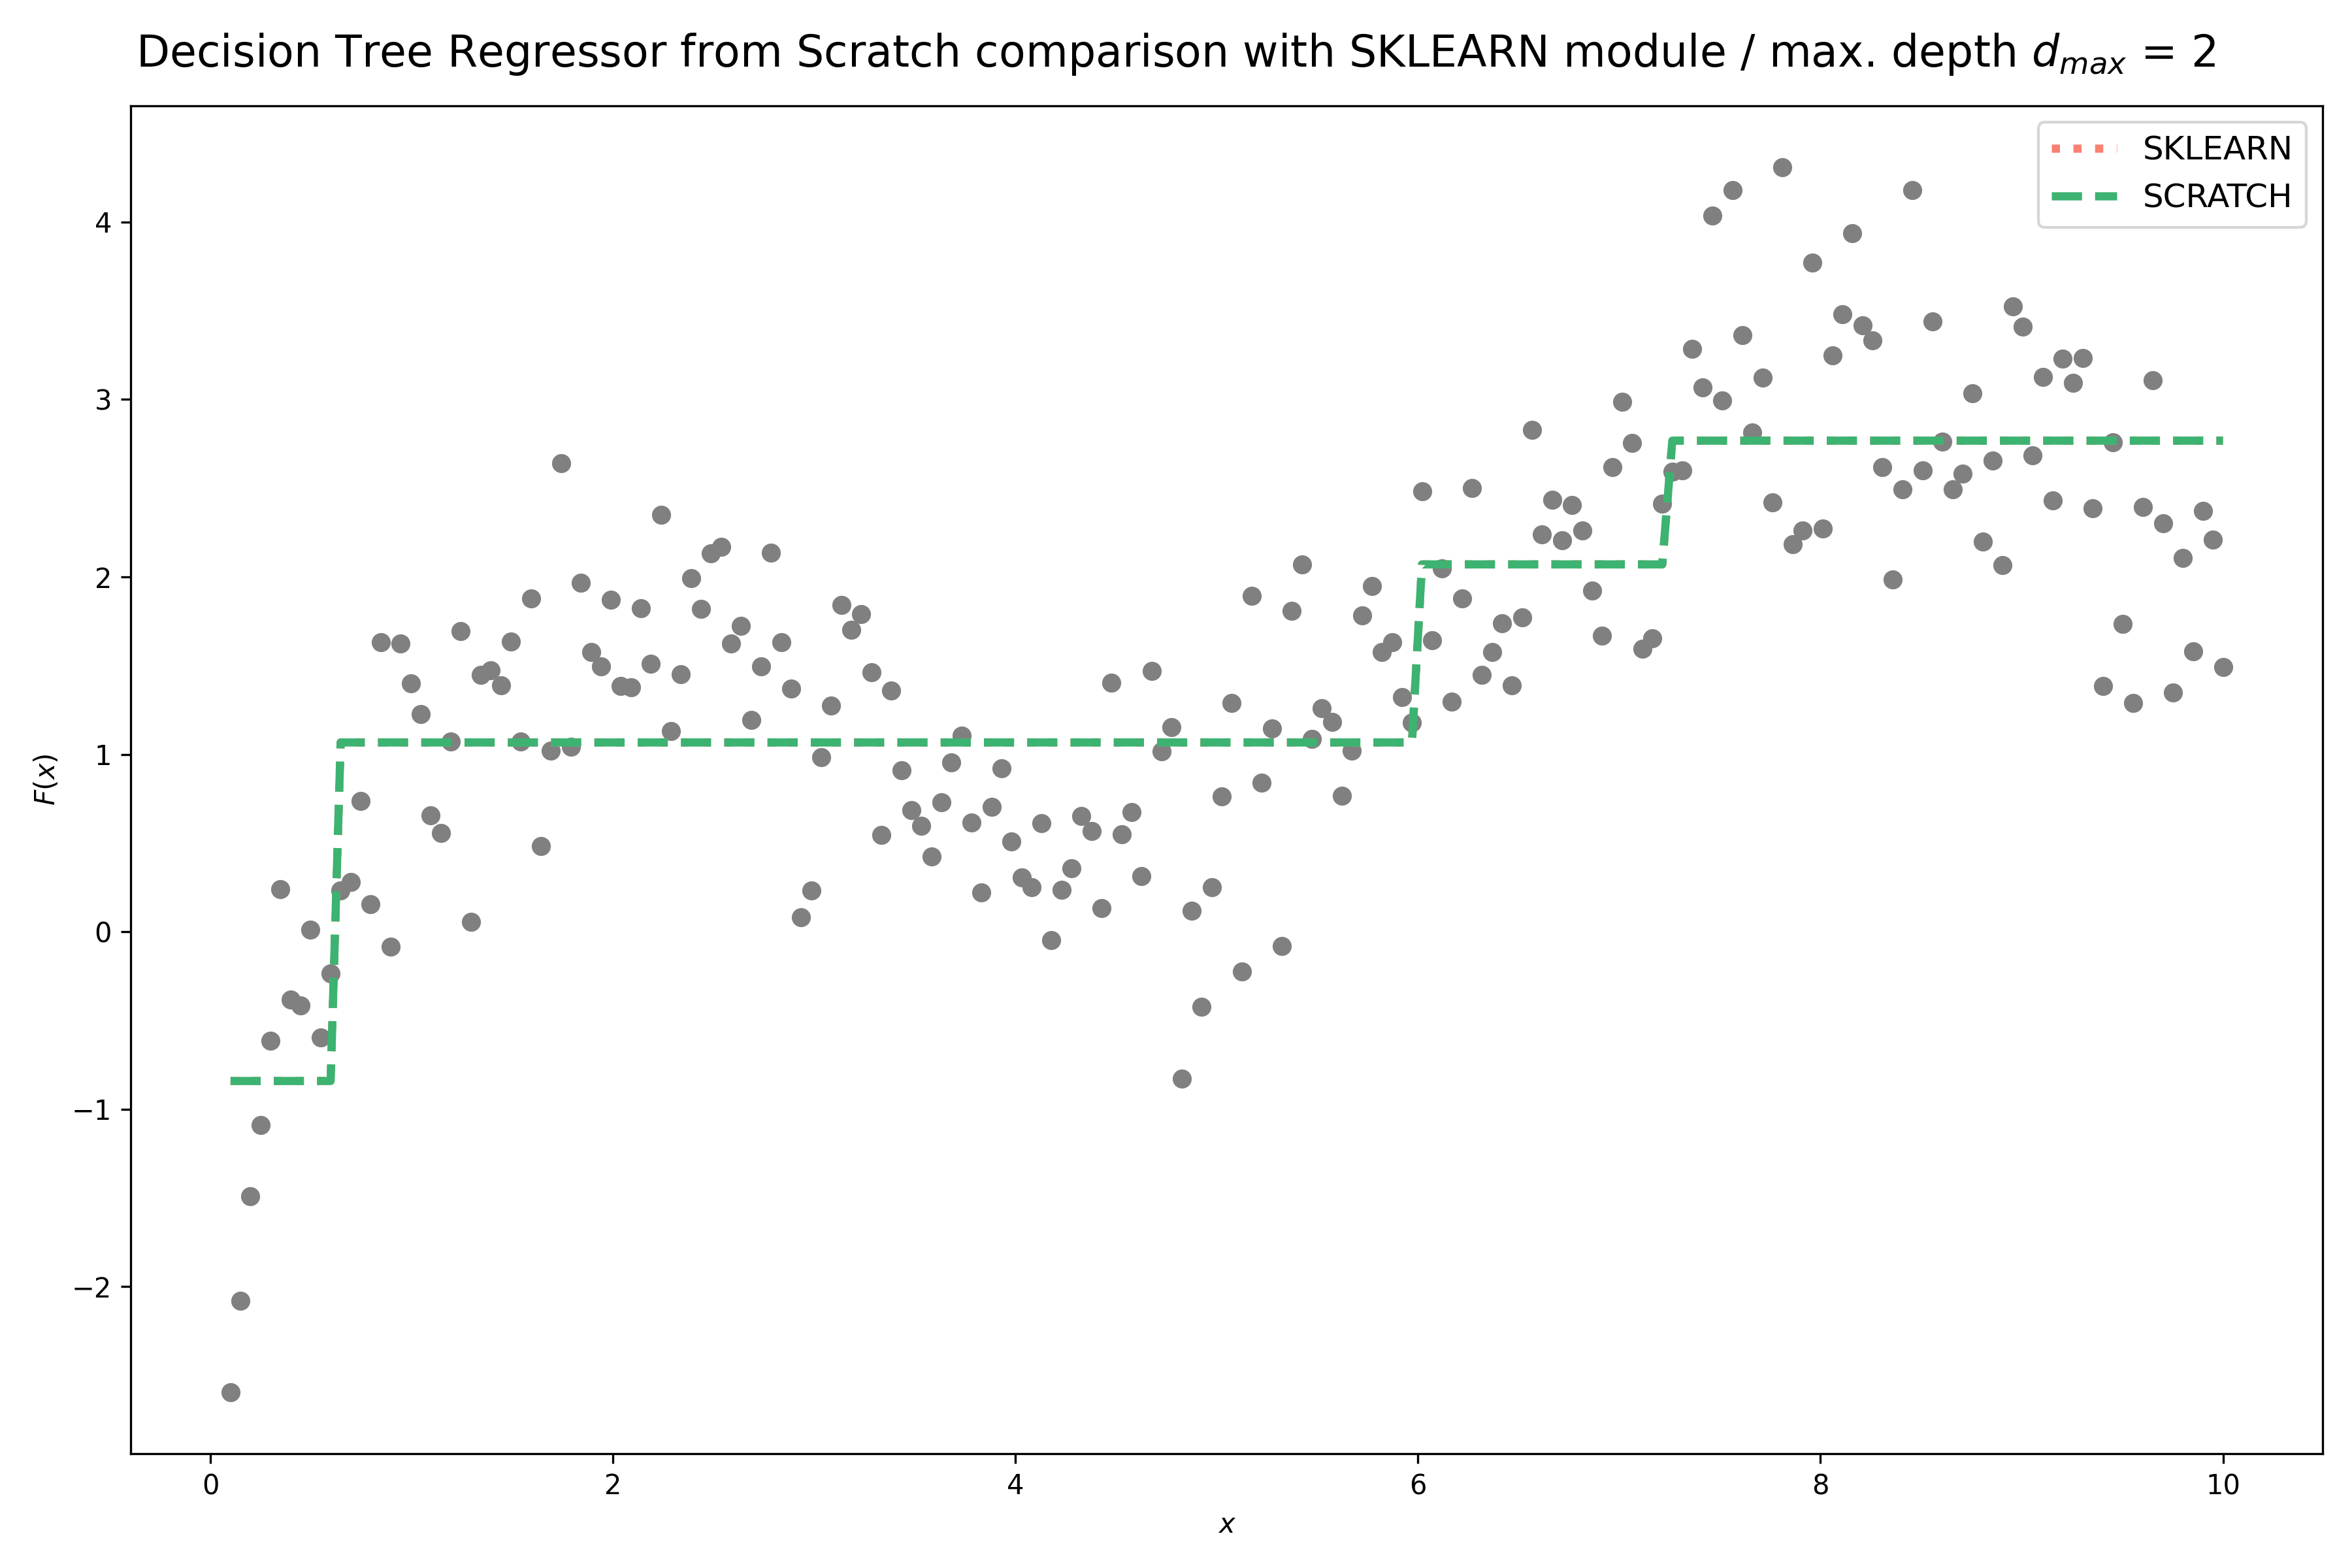 Decision Tree Regressor from Scratch comparison with SKLEARN module / max. depth d_max = 2
SKLEARN
SCRATCH
4
3
2
1
0
−1
−2
F(x)
0
2
4
6
8
10
x